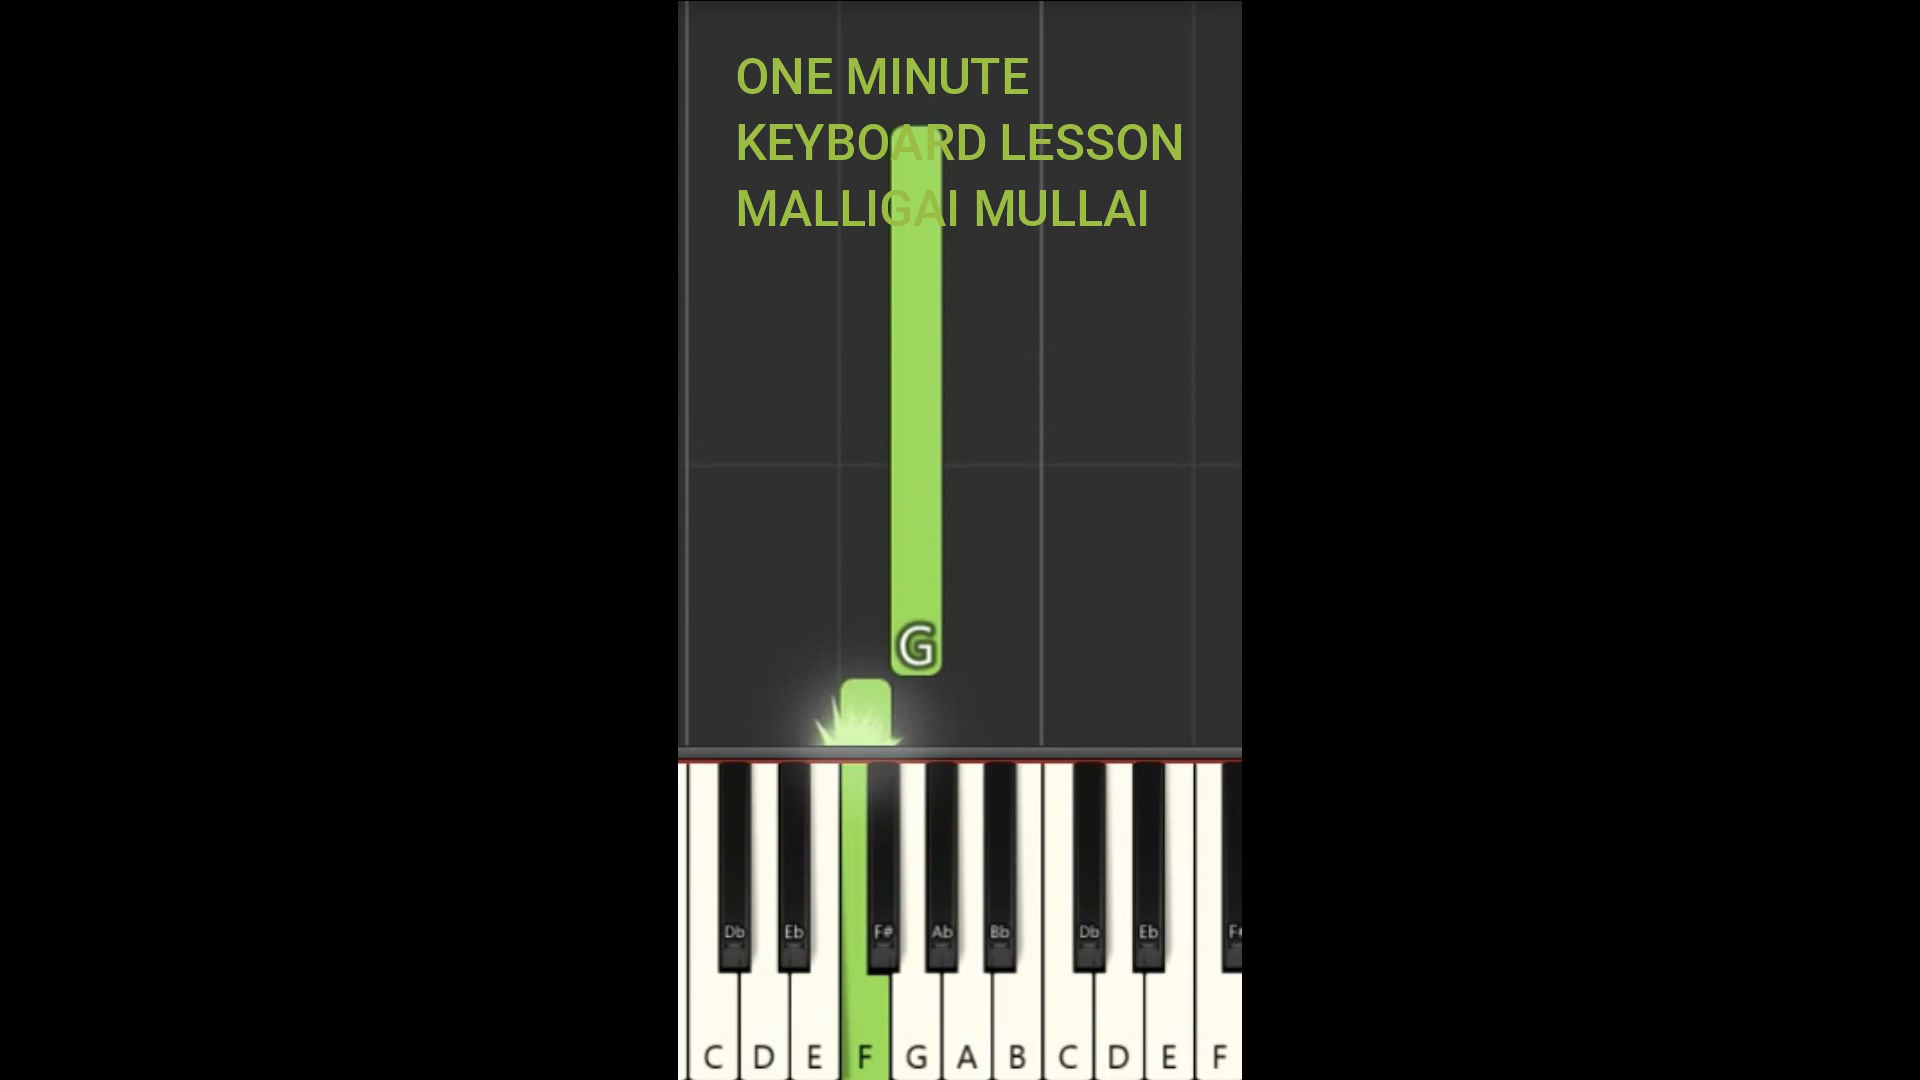 ONE MINUTE
KEYBOARD LESSON
MALLIGAI MULLAI
G
Db Eb F# Ab Bb Db Eb F#
C D E F G A B C D E F